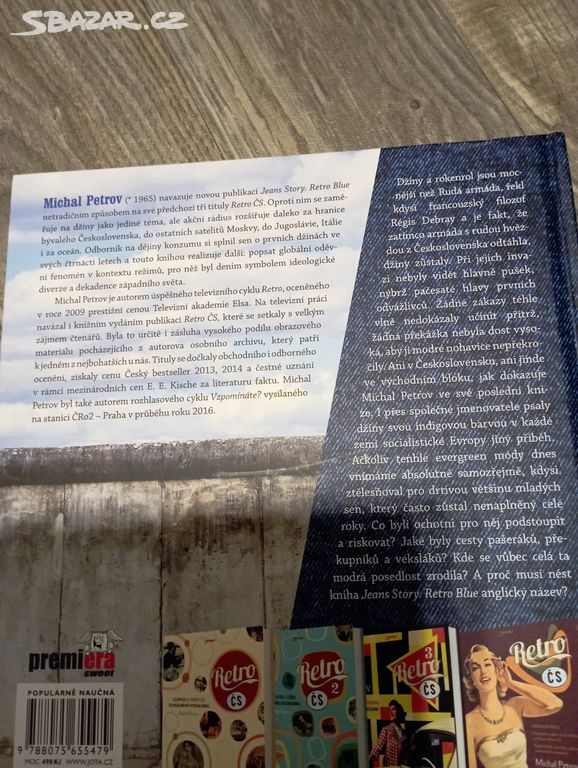 SBAZAR.CZ
Michal Petrov (* 1965) navazuje novou publikací Jeans Story. Retro Blue
netradičním způsobem na své předchozí tři tituly Retro ČS. Oproti nim se zamě-
řuje na džíny jako jediné téma, ale akční rádius rozšiřuje daleko za hranice
bývalého Československa, do ostatních satelitů Moskvy, do Jugoslávie, Itálie
i za oceán. Odborník na dějiny konzumu si splnil sen o prvních džínách ve
svých čtrnácti letech a touto knihou realizuje další: popsat globální oděv-
ní fenomén v kontextu režimů, pro něž byl denim symbolem ideologické
diverze a dekadence západního světa.
Michal Petrov je autorem úspěšného televizního cyklu Retro, oceněného
v roce 2009 prestižní cenou Televizní akademie Elsa. Na televizní práci
navázal i knižním vydáním publikací Retro ČS, které se setkaly s velkým
zájmem čtenářů. Byla to určitě i zásluha vysokého podílu obrazového
materiálu pocházejícího z autorova osobního archivu, který patří
k jedněm z nejbohatších u nás. Tituly se dočkaly obchodního i odborného
ocenění, získaly cenu Český bestseller 2013, 2014 a čestné uznání
v rámci mezinárodních cen E. E. Kische za literaturu faktu. Michal
Petrov byl také autorem rozhlasového cyklu Vzpomínáte? vysílaného
na stanici ČRo2 – Praha v průběhu roku 2016.
Džíny a rokenrol jsou moc-
nější než Rudá armáda, řekl
kdysi francouzský filozof
Régis Debray a je fakt, že
zatímco armáda s rudou hvěz-
dou z Československa odtáhla,
džíny zůstaly. Při jejich inva-
zi nebyly vidět hlavně pušek,
nýbrž pačesaté hlavy prvních
odvážlivců. Žádné zákazy téhle
vlně nedokázaly učinit přítrž,
žádná překážka nebyla dost vyso-
ká, aby ji modré nohavice nepřekro-
čily. Ani v Československu, ani jinde
ve východním bloku, jak dokazuje
Michal Petrov ve své poslední kni-
ze. I přes společné jmenovatele psaly
džíny svou indigovou barvou v každé
zemi socialistické Evropy jiný příběh.
Ačkoliv tenhle evergreen módy dnes
vnímáme absolutně samozřejmě, kdysi
ztělesňoval pro drtivou většinu mladých
sen, který často zůstal nenaplněný celé
roky. Co byli ochotni pro něj podstoupit
a riskovat? Jaké byly cesty pašeráků, pře-
kupníků a veksláků? Kde se vůbec celá ta
modrá posedlost zrodila? A proč musí nést
kniha Jeans Story. Retro Blue anglický název?
premiéra
sweet
POPULÁRNĚ NAUČNÁ
9 788075 655479
MOC 498 Kč WWW.JOTA.CZ
Retro
ČS
Retro
ČS 2
3
Retro
ČS
Retro
ČS
Michal Petrov